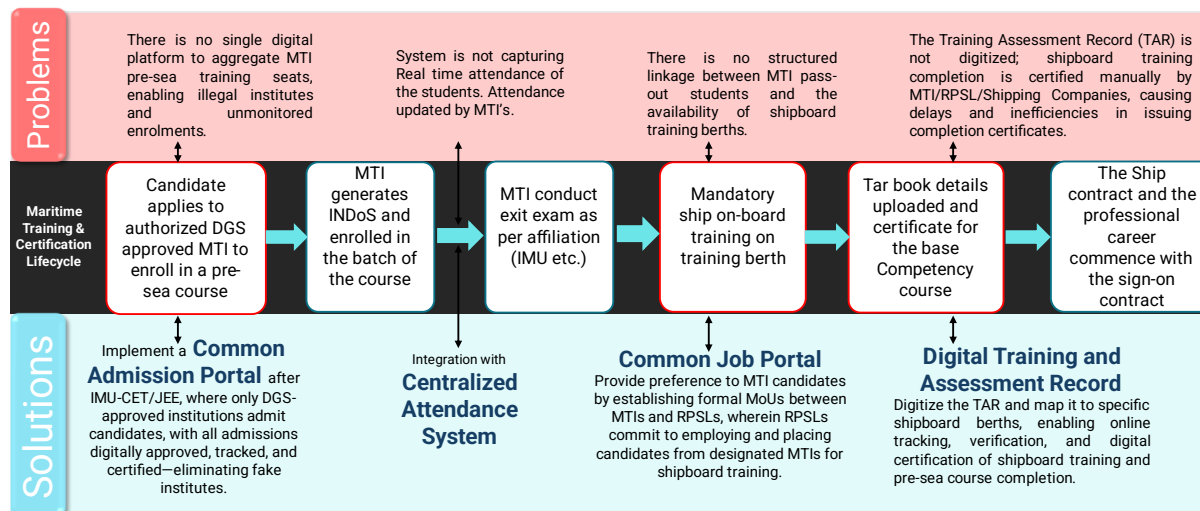 Problems
There is no single digital
platform to aggregate MTI
pre-sea training seats,
enabling illegal institutes
and unmonitored
enrolments.
System is not capturing
Real time attendance of
the students. Attendance
updated by MTI's.
There is no structured
linkage between MTI pass-
out students and the
availability of shipboard
training berths.
The Training Assessment Record (TAR) is
not digitized; shipboard training
completion is certified manually by
MTI/RPSL/Shipping Companies, causing
delays and inefficiencies in issuing
completion certificates.
Maritime
Training &
Certification
Lifecycle
Candidate
applies to
authorized DGS
approved MTI to
enroll in a pre-
sea course
MTI
generates
INDoS and
enrolled in
the batch of
the course
MTI conduct
exit exam as
per affiliation
(IMU etc.)
Mandatory
ship on-board
training on
training berth
Tar book details
uploaded and
certificate for
the base
Competency
course
The Ship
contract and the
professional
career
commence with
the sign-on
contract
Solutions
Implement a Common
Admission Portal after
IMU-CET/JEE, where only DGS-
approved institutions admit
candidates, with all admissions
digitally approved, tracked, and
certified—eliminating fake
institutes.
Integration with
Centralized
Attendance
System
Common Job Portal
Provide preference to MTI candidates
by establishing formal MoUs between
MTIs and RPSLs, wherein RPSLs
commit to employing and placing
candidates from designated MTIs for
shipboard training.
Digital Training and
Assessment Record
Digitize the TAR and map it to specific
shipboard berths, enabling online
tracking, verification, and digital
certification of shipboard training and
pre-sea course completion.